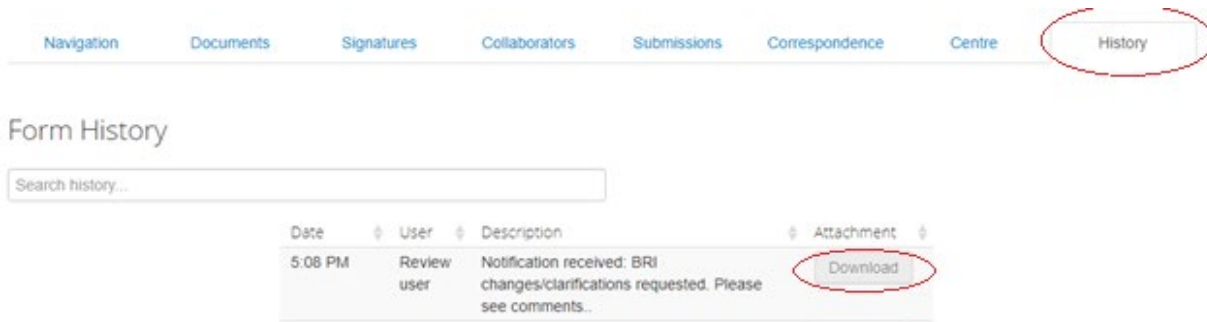 Navigation Documents Signatures Collaborators Submissions Correspondence Centre History
Form History
Search history...
Date User Description Attachment
5:08 PM Review Notification received: BRI Download
user changes/clarifications requested. Please
see comments..